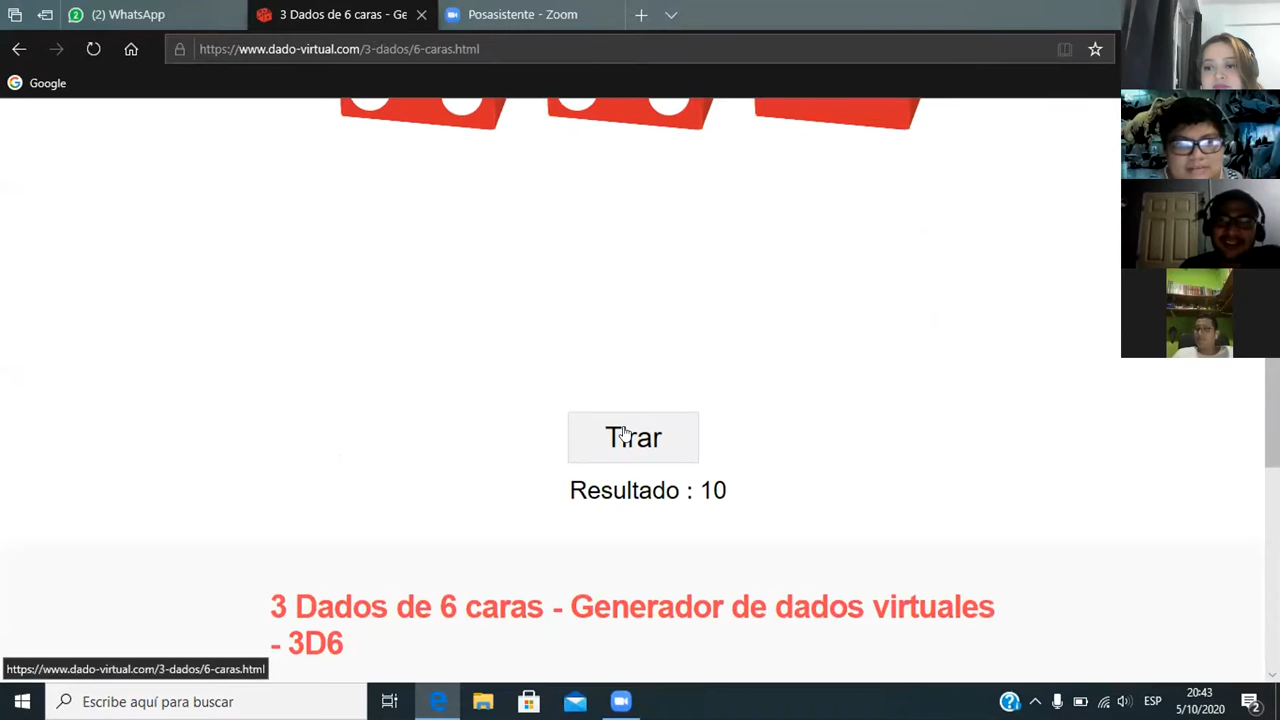 (2) WhatsApp
3 Dados de 6 caras - Ge
Posasistente - Zoom
https://www.dado-virtual.com/3-dados/6-caras.html
Google
Tirar
Resultado : 10
3 Dados de 6 caras - Generador de dados virtuales
- 3D6
https://www.dado-virtual.com/3-dados/6-caras.html
Escribe aquí para buscar
ESP
20:43
5/10/2020
2